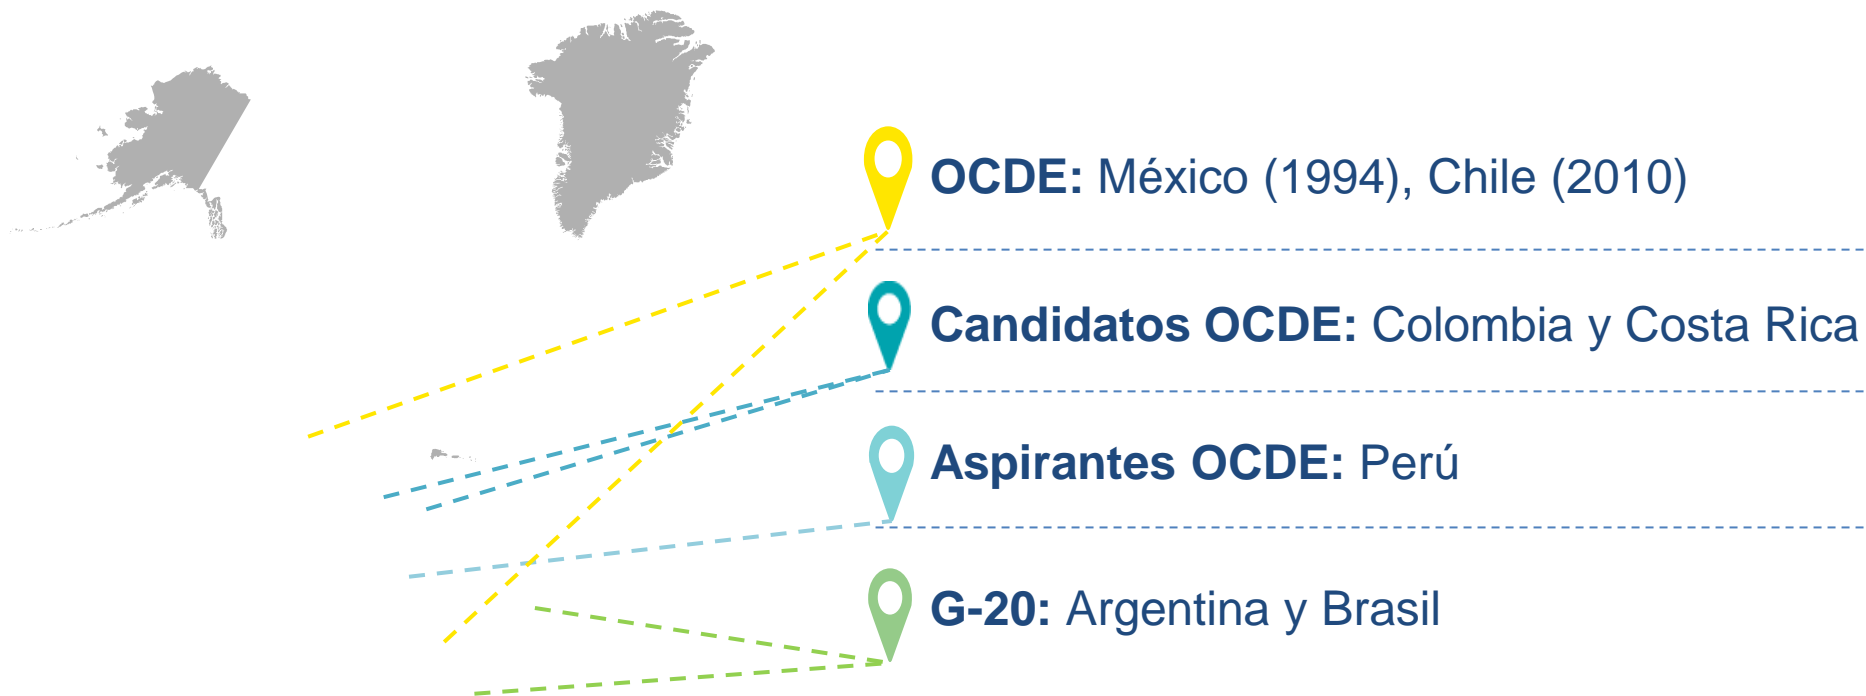 OCDE: México (1994), Chile (2010)
Candidatos OCDE: Colombia y Costa Rica
Aspirantes OCDE: Perú
G-20: Argentina y Brasil